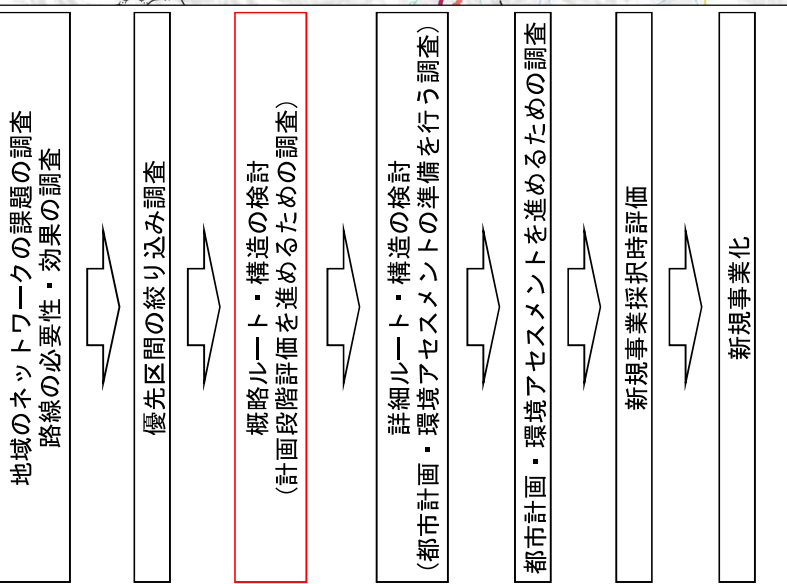 地域のネットワークの課題の調査
路線の必要性・効果の調査
優先区間の絞り込み調査
概略ルート・構造の検討
(計画段階評価を進めるための調査)
詳細ルート・構造の検討
(都市計画・環境アセスメントの準備を行う調査)
都市計画・環境アセスメントを進めるための調査
新規事業採択時評価
新規事業化